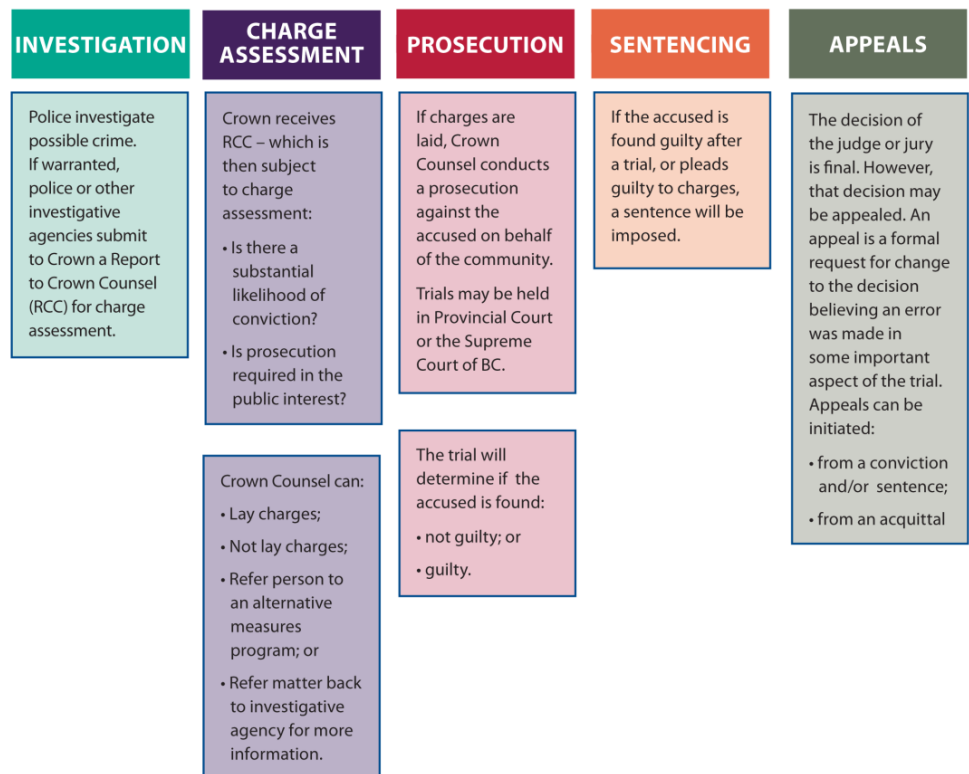 INVESTIGATION
Police investigate
possible crime.
If warranted,
police or other
investigative
agencies submit
to Crown a Report
to Crown Counsel
(RCC) for charge
assessment.
CHARGE
ASSESSMENT
Crown receives
RCC – which is
then subject
to charge
assessment:
• Is there a
substantial
likelihood of
conviction?
• Is prosecution
required in the
public interest?
Crown Counsel can:
• Lay charges;
• Not lay charges;
• Refer person to
an alternative
measures
program; or
• Refer matter back
to investigative
agency for more
information.
PROSECUTION
If charges are
laid, Crown
Counsel conducts
a prosecution
against the
accused on behalf
of the community.
Trials may be held
in Provincial Court
or the Supreme
Court of BC.
The trial will
determine if the
accused is found:
• not guilty; or
• guilty.
SENTENCING
If the accused is
found guilty after
a trial, or pleads
guilty to charges,
a sentence will be
imposed.
APPEALS
The decision of
the judge or jury
is final. However,
that decision may
be appealed. An
appeal is a formal
request for change
to the decision
believing an error
was made in
some important
aspect of the trial.
Appeals can be
initiated:
• from a conviction
and/or sentence;
• from an acquittal